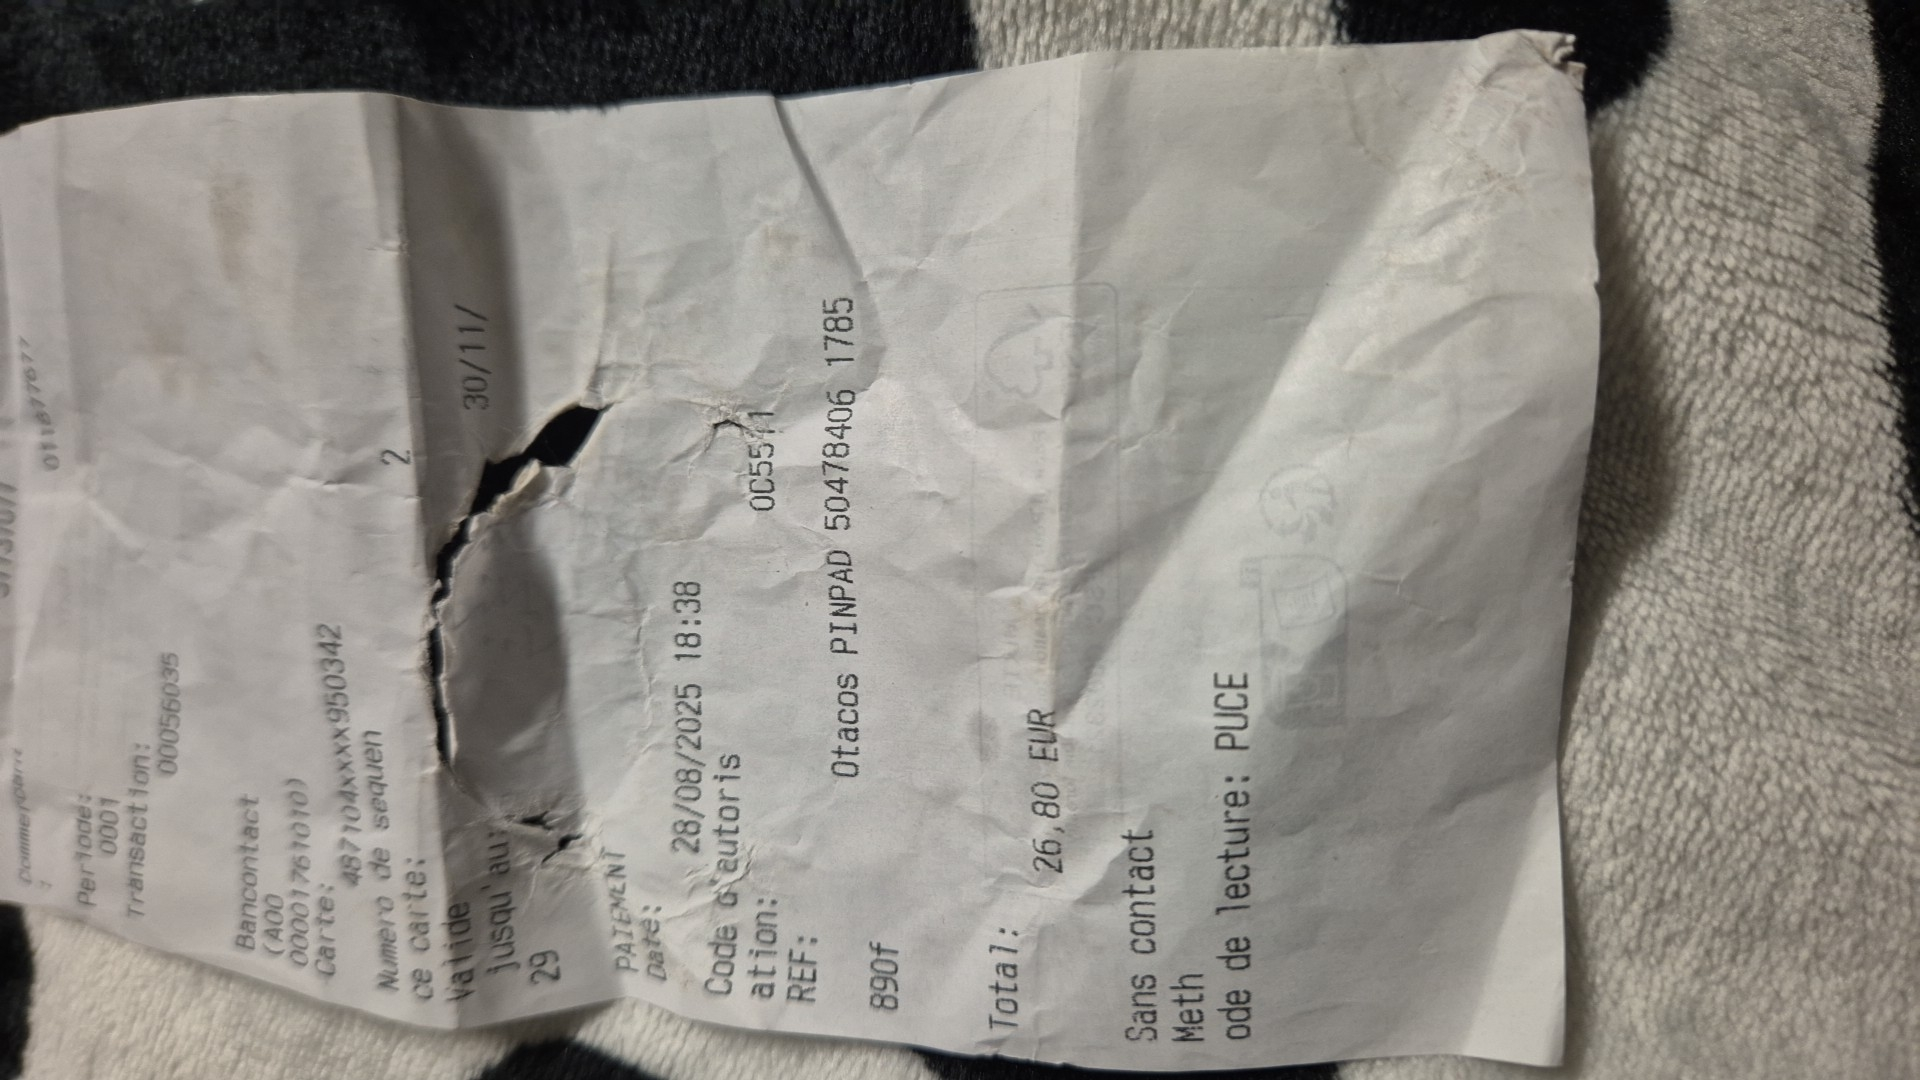 Periode:
0001
Transaction:
00056035
Bancontact
(A00
00001761010)
Carte:
487104xxxxx950342
Numero de sequen
ce carte: 2
Valide
jusqu'au: 30/11/
29
PAIEMENT
Date:
28/08/2025 18:38
Code d'autoris
ation:
REF:
Otacos PINPAD 50478406 1785
890f
Total:
26,80 EUR
Sans contact
Meth
ode de lecture: PUCE